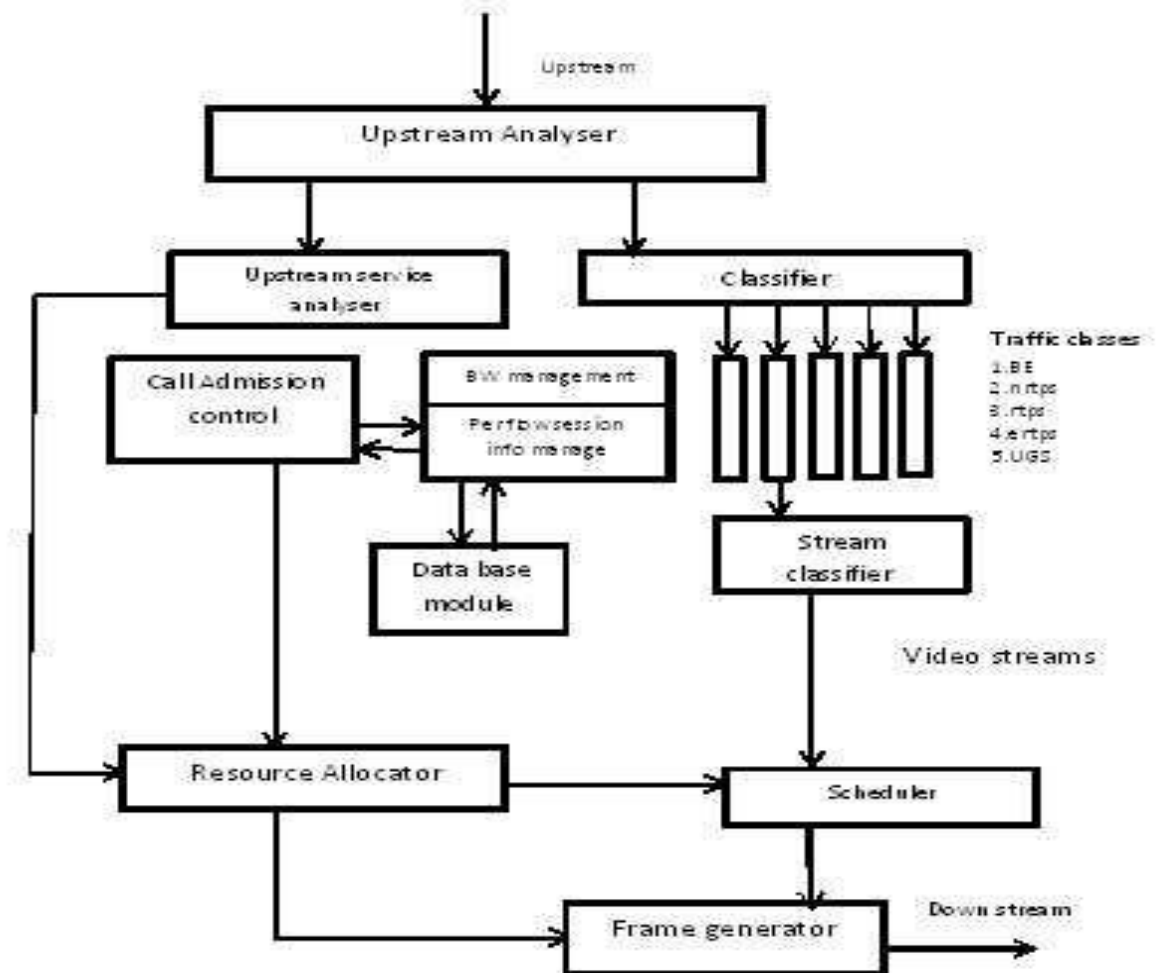 Upstream
Upstream Analyser
Upstream service
analyser
Classifier
Traffic classes
1.BE
2.nrtps
3.rtps
4.ertps
5.UGS
Call Admission
control
BW management
Per flow session
info manage
Data base
module
Stream
classifier
Video streams
Resource Allocator
Scheduler
Frame generator
Down stream